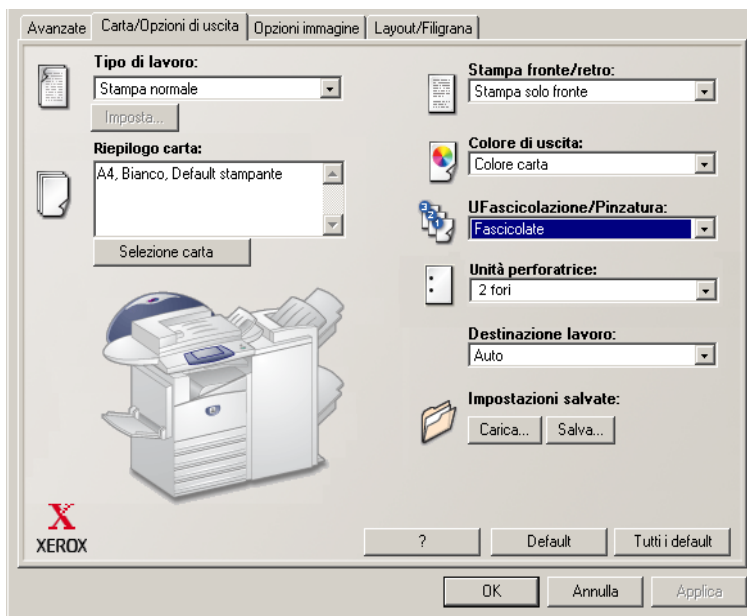 Avanzate
Carta/Opzioni di uscita
Opzioni immagine
Layout/Filigrana
Tipo di lavoro:
Stampa normale
Imposta...
Riepilogo carta:
A4, Bianco, Default stampante
Selezione carta
Stampa fronte/retro:
Stampa solo fronte
Colore di uscita:
Colore carta
UFascicolazione/Pinzatura:
Fascicolate
Unità perforatrice:
2 fori
Destinazione lavoro:
Auto
Impostazioni salvate:
Carica...
Salva...
X
XEROX
?
Default
Tutti i default
OK
Annulla
Applica